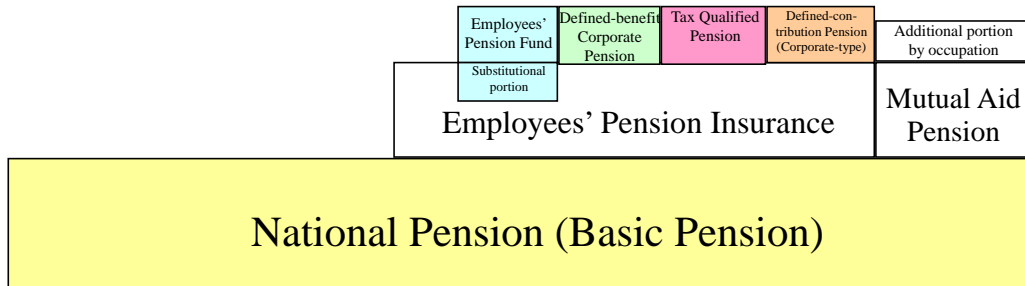 Employees'
Pension Fund
Defined-benefit
Corporate
Pension
Tax Qualified
Pension
Defined-con-
tribution Pension
(Corporate-type)
Additional portion
by occupation
Substitutional
portion
Employees' Pension Insurance
Mutual Aid
Pension
National Pension (Basic Pension)